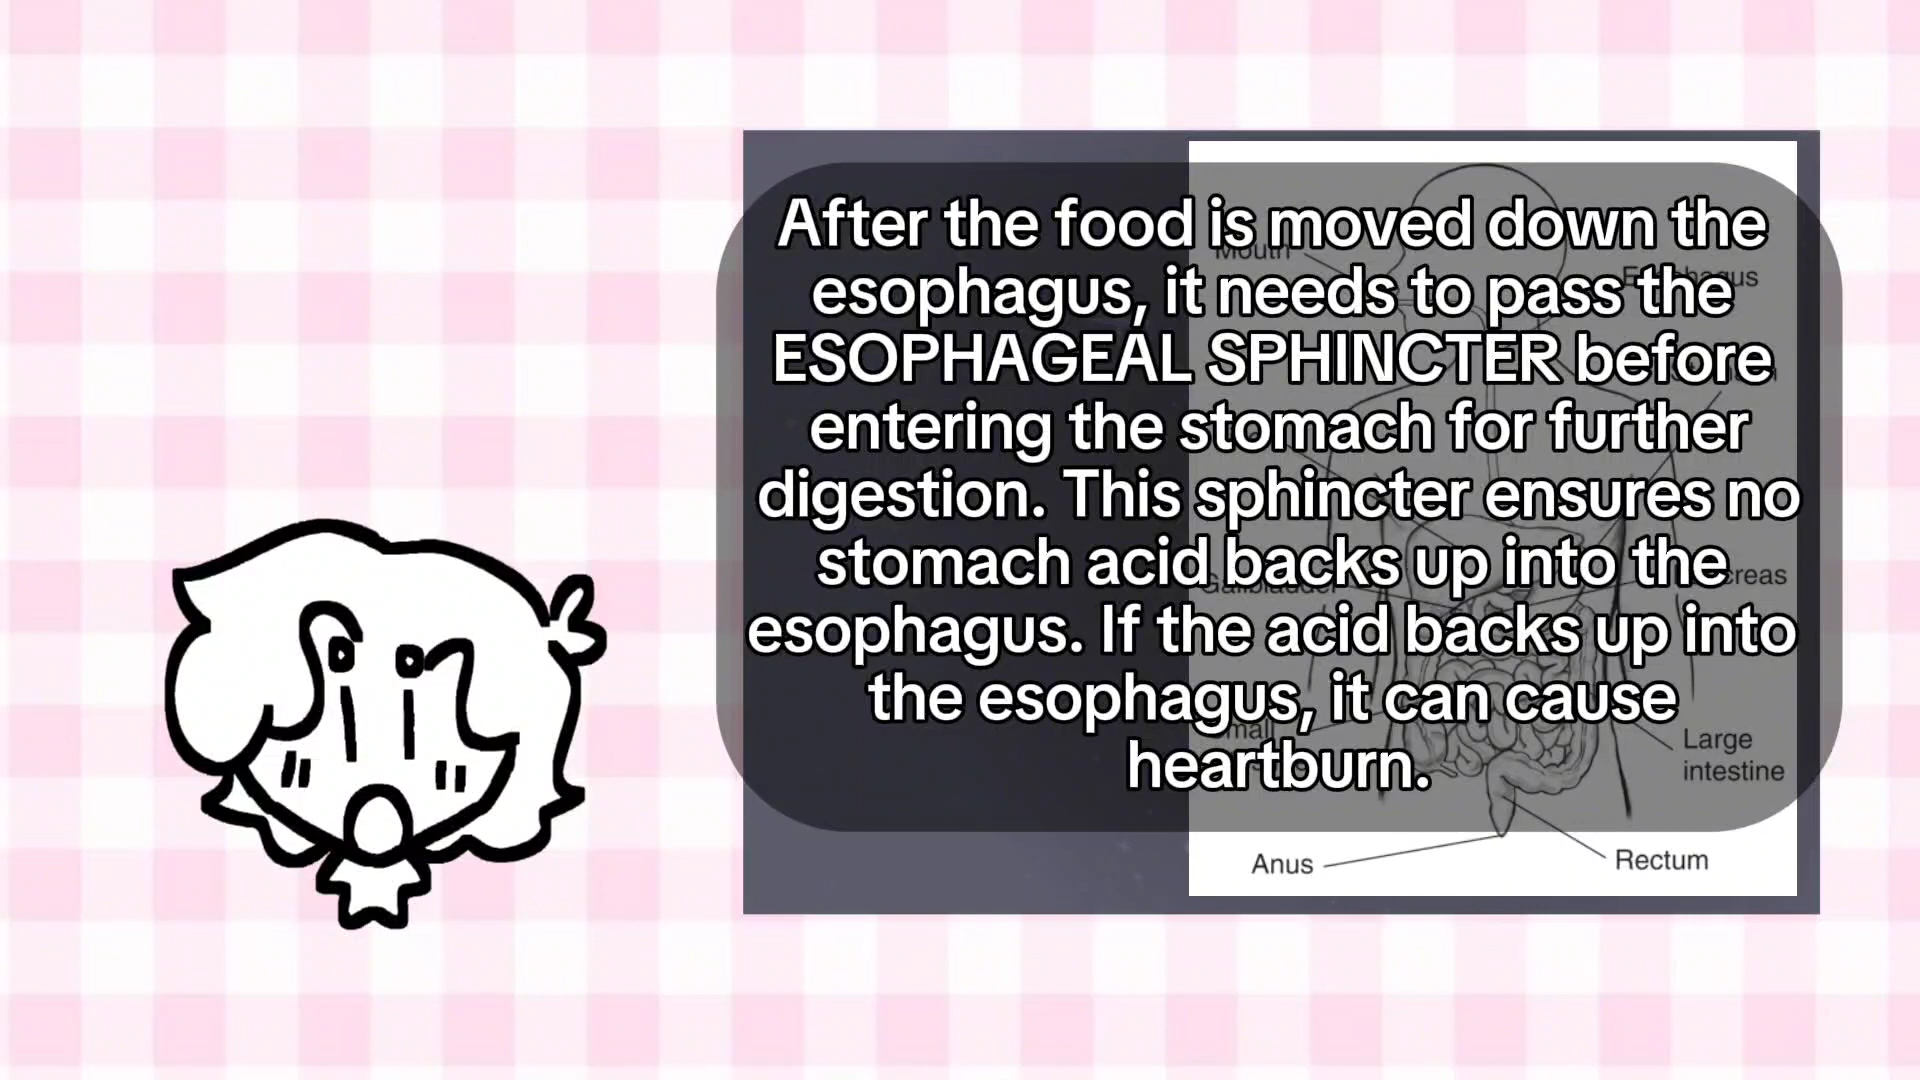 After the food is moved down the
esophagus, it needs to pass the
ESOPHAGEAL SPHINCTER before
entering the stomach for further
digestion. This sphincter ensures no
stomach acid backs up into the
esophagus. If the acid backs up into
the esophagus, it can cause
heartburn.
Mouth
Gallbladder
Large
intestine
Anus
Rectum